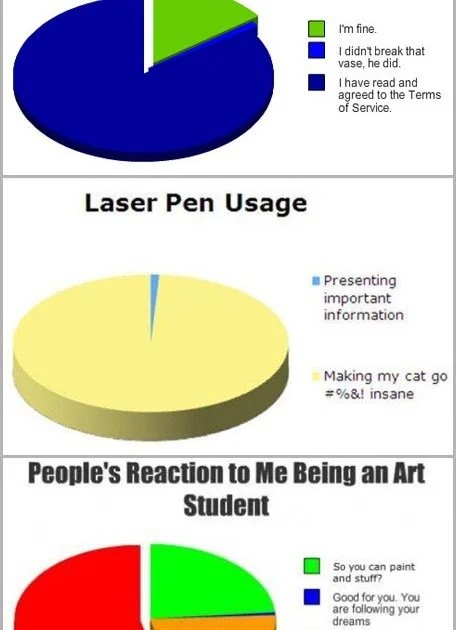 I'm fine.
I didn't break that
vase, he did.
I have read and
agreed to the Terms
of Service.
Laser Pen Usage
Presenting
important
information
Making my cat go
#%&! insane
People's Reaction to Me Being an Art
Student
So you can paint
and stuff?
Good for you. You
are following your
dreams